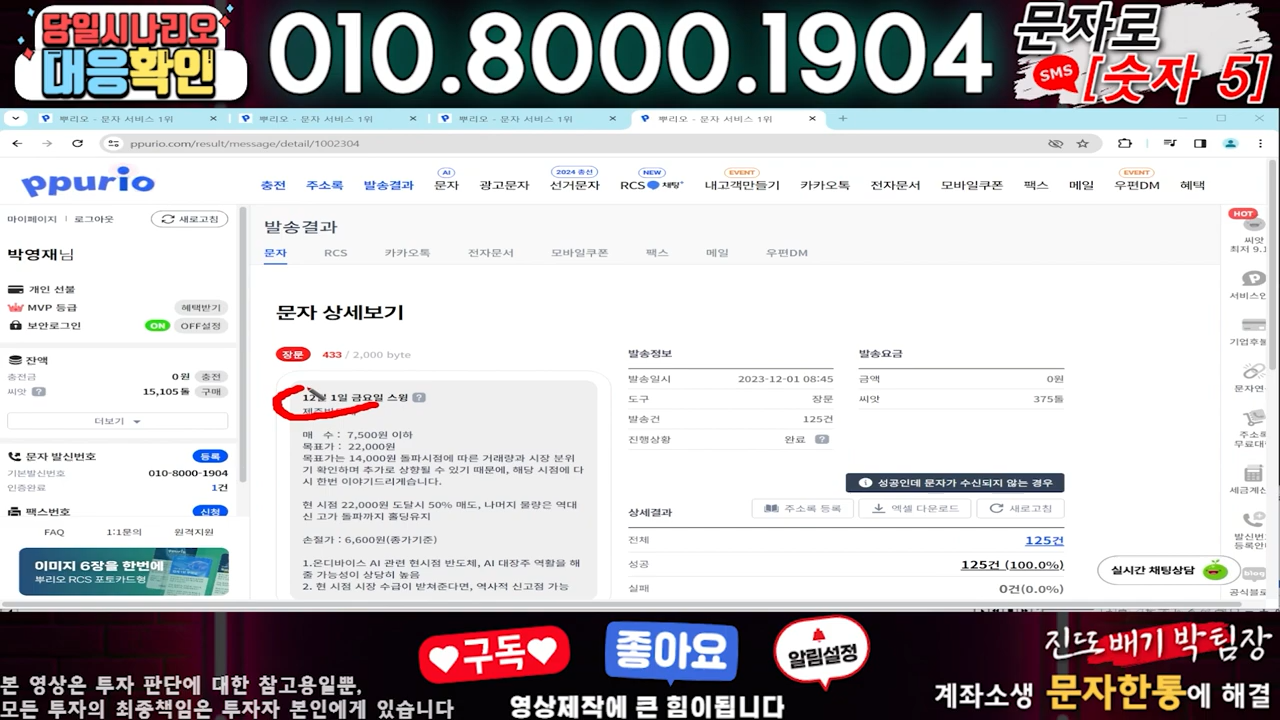 당일시나리오
대응확인
010.8000.1904
문자로
SMS
[숫자 5]
뿌리오 - 문자 서비스 1위
뿌리오 - 문자 서비스 1위
뿌리오 - 문자 서비스 1위
뿌리오 - 문자 서비스 1위
ppurio.com/result/message/detail/1002304
ppurio
충전
주소록
발송결과
AI
문자
광고문자
2024 총선
선거문자
NEW
RCS 채팅+
EVENT
내고객만들기
카카오톡
전자문서
모바일쿠폰
팩스
메일
EVENT
우편DM
혜택
마이페이지 | 로그아웃
새로고침
박영재님
개인 선불
MVP 등급 혜택받기
보안로그인 ON OFF설정
잔액
충전금 0원 충전
씨앗 ? 15,105톨 구매
더보기
문자 발신번호 등록
기본발신번호 010-8000-1904
인증완료 1건
팩스번호 신청
FAQ 1:1문의 원격지원
이미지 6장을 한번에
뿌리오 RCS 포토카드형
발송결과
문자 RCS 카카오톡 전자문서 모바일쿠폰 팩스 메일 우편DM
문자 상세보기
장문 433 / 2,000 byte
12월 1일 금요일 스윙 ?
매 수 : 7,500원 이하
목표가 : 22,000원
목표가는 14,000원 돌파시점에 따른 거래량과 시장 분위
기 확인하며 추가로 상향될 수 있기 때문에, 해당 시점에 다
시 한번 이야기드리게습니다.
현 시점 22,000원 도달시 50% 매도, 나머지 물량은 역대
신 고가 돌파까지 홀딩유지
손절가 : 6,600원(종가기준)
1.온디바이스 AI 관련 현시점 반도체, AI 대장주 역할을 해
줄 가능성이 상당히 높음
2. 현 시점 시장 수급이 받쳐준다면, 역사적 신고점 가능
발송정보
발송일시 2023-12-01 08:45
도구 장문
발송건 125건
진행상황 완료 ?
발송요금
금액 0원
씨앗 375톨
성공인데 문자가 수신되지 않는 경우
상세결과
주소록 등록
엑셀 다운로드
새로고침
전체 125건
성공 125건 (100.0%)
실패 0건(0.0%)
HOT
씨앗
최저 9.
서비스인
기업후불
문자연
주소록
무료대
세금계산
발신번
등록안
blog
공식블로
실시간 채팅상담
구독
좋아요
알림설정
진또배기 박팀장
본 영상은 투자 판단에 대한 참고용일뿐,
모든 투자의 최종책임은 투자자 본인에게 있습니다
영상제작에 큰 힘이됩니다
계좌소생 문자한통에 해결